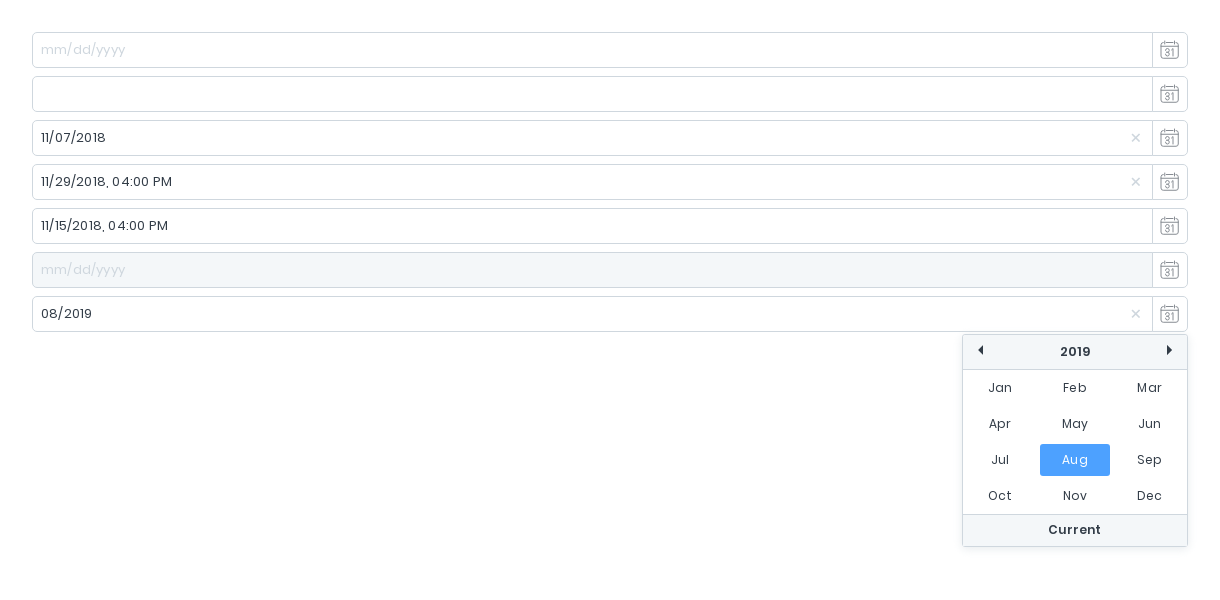 mm/dd/yyyy
31
31
11/07/2018 × 31
11/29/2018, 04:00 PM × 31
11/15/2018, 04:00 PM 31
mm/dd/yyyy 31
08/2019 × 31
2019
Jan Feb Mar
Apr May Jun
Jul Aug Sep
Oct Nov Dec
Current